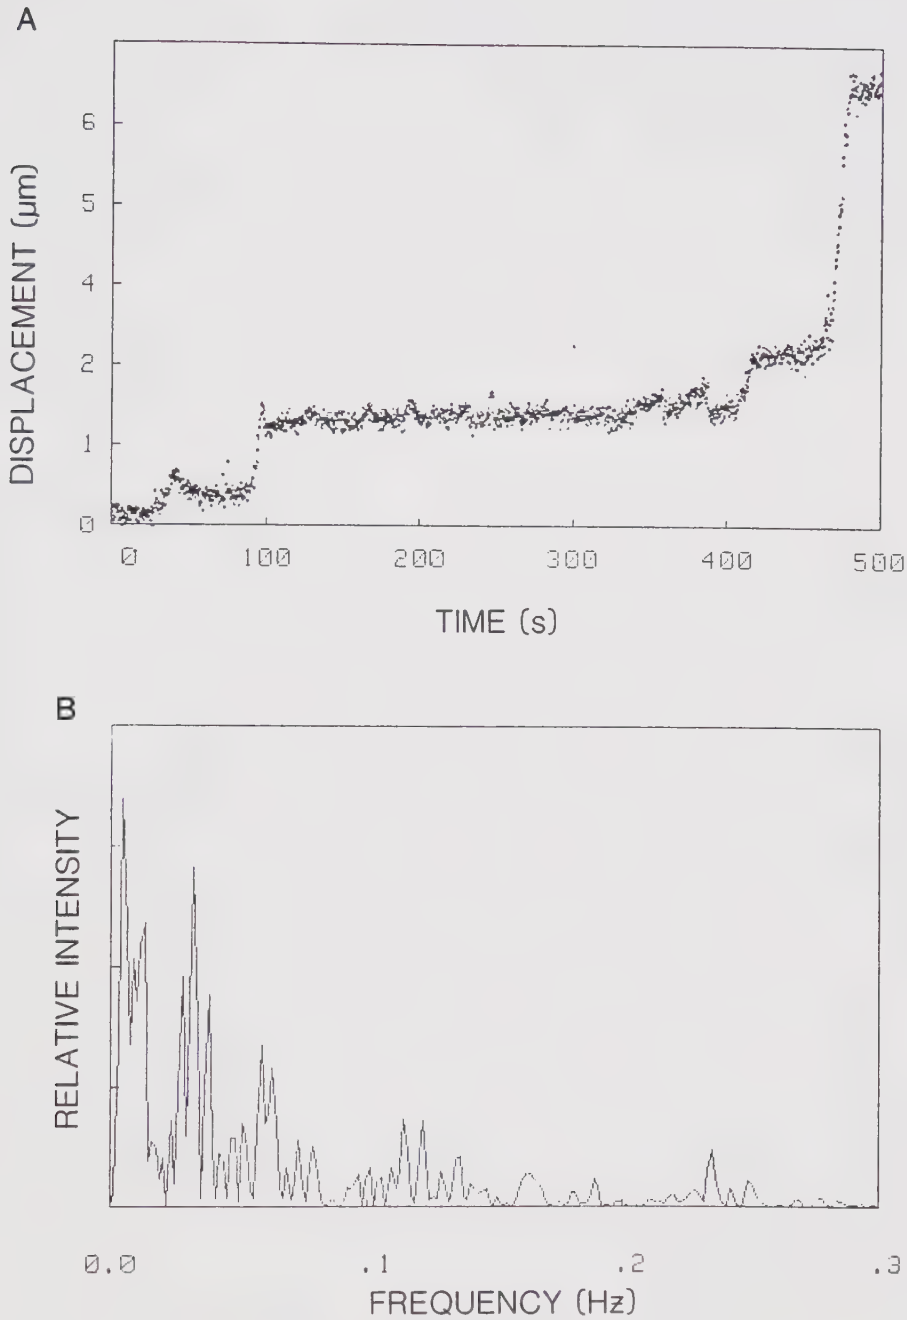 A
DISPLACEMENT (µm)
6
5
4
2
1
0
0 100 200 300 400 500
TIME (s)
B
RELATIVE INTENSITY
0.0 .1 .2 .3
FREQUENCY (Hz)